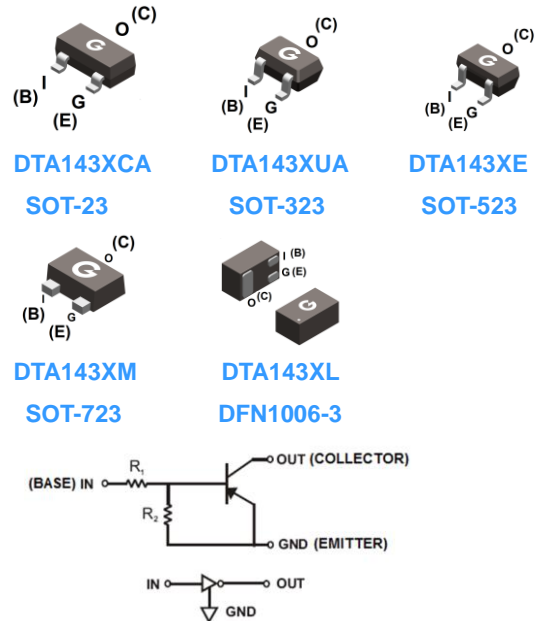 G O (C) G O (C) G O (C)
I (B) G (E) I (B) G (E) I (B) G (E)
DTA143XCA DTA143XUA DTA143XE
SOT-23 SOT-323 SOT-523
G O (C) I (B) G (E) O (C)
I (B) G (E) G
DTA143XM DTA143XL
SOT-723 DFN1006-3
OUT (COLLECTOR)
(BASE) IN R1
R2
GND (EMITTER)
IN OUT
GND